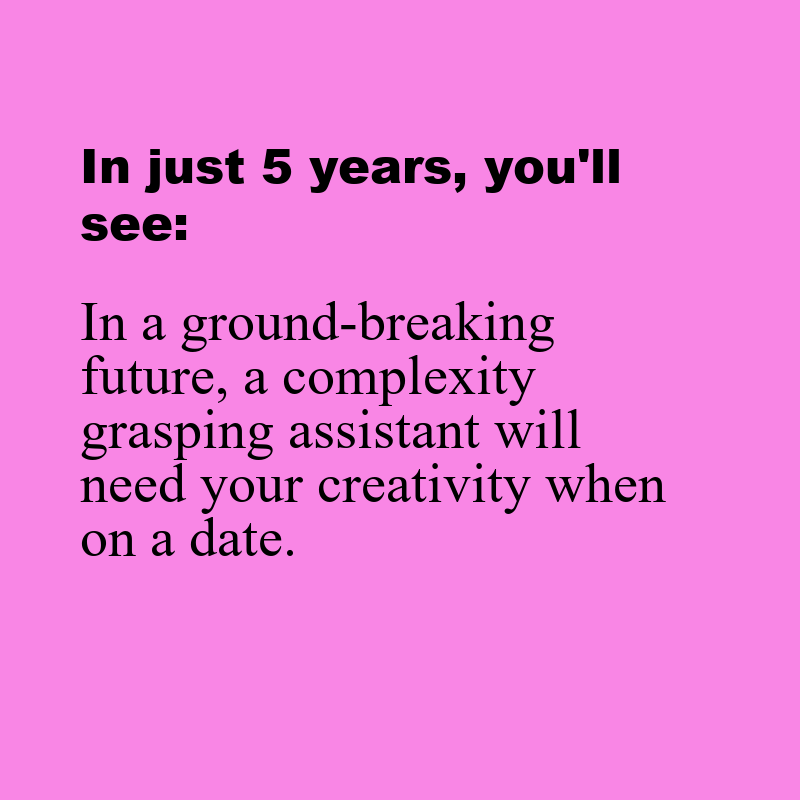 In just 5 years, you'll
see:
In a ground-breaking
future, a complexity
grasping assistant will
need your creativity when
on a date.